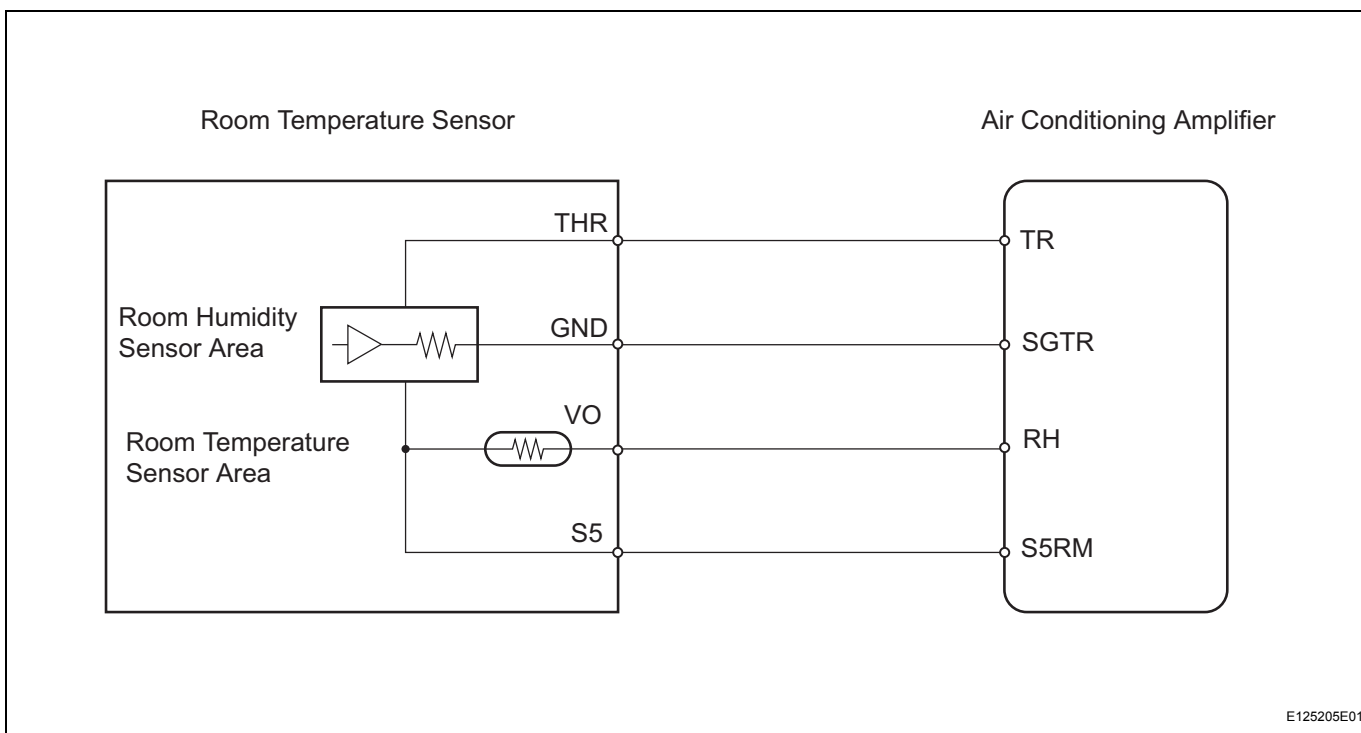 Room Temperature Sensor
Air Conditioning Amplifier
THR
TR
Room Humidity
Sensor Area
GND
SGTR
VO
RH
Room Temperature
Sensor Area
S5
S5RM
E125205E01